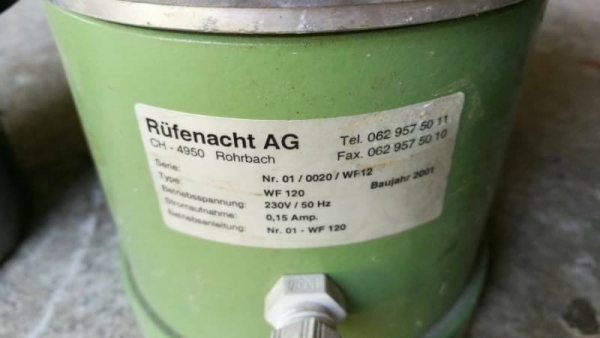 Rüfenacht AG
CH - 4950 Rohrbach
Tel. 062 957 50 11
Fax. 062 957 50 10
Serie: Nr. 01 / 0020 / WF12
Type: WF 120 Baujahr 2001
Betriebsspannung: 230V / 50 Hz
Stromaufnahme: 0,15 Amp.
Betriebsanleitung: Nr. 01 - WF 120